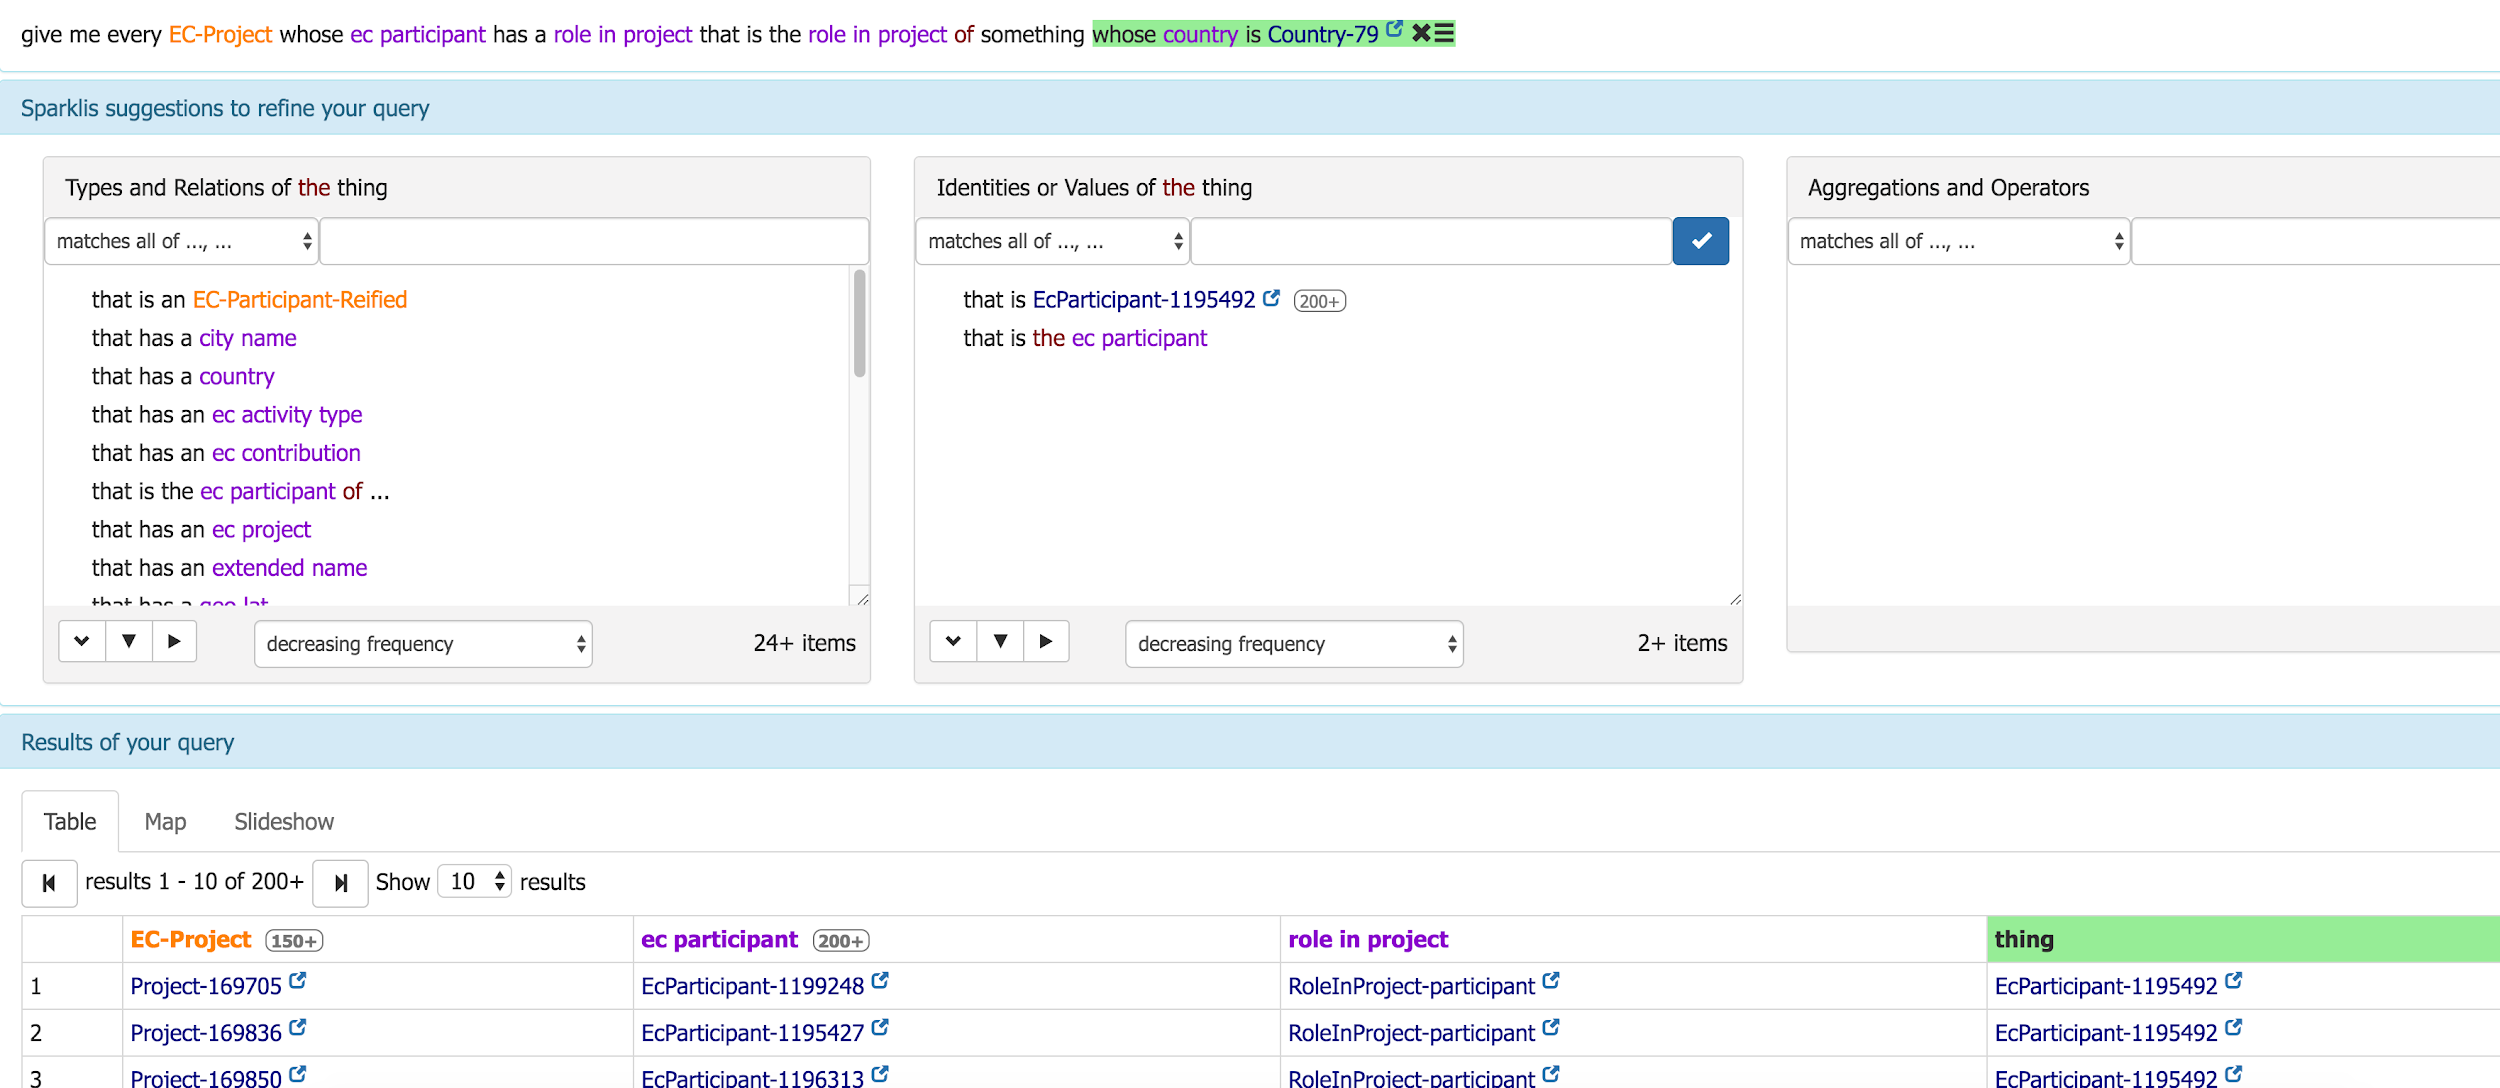 give me every EC-Project whose ec participant has a role in project that is the role in project of something whose country is Country-79
Sparklis suggestions to refine your query
Types and Relations of the thing
matches all of ..., ...
that is an EC-Participant-Reified
that has a city name
that has a country
that has an ec activity type
that has an ec contribution
that is the ec participant of ...
that has an ec project
that has an extended name
that has a geo lat
decreasing frequency
24+ items
Identities or Values of the thing
matches all of ..., ...
that is EcParticipant-1195492 200+
that is the ec participant
decreasing frequency
2+ items
Aggregations and Operators
matches all of ..., ...
Results of your query
Table Map Slideshow
results 1 - 10 of 200+ Show 10 results
EC-Project 150+ ec participant 200+ role in project thing
1 Project-169705 EcParticipant-1199248 RoleInProject-participant EcParticipant-1195492
2 Project-169836 EcParticipant-1195427 RoleInProject-participant EcParticipant-1195492
3 Project-169850 EcParticipant-1196313 RoleInProject-participant EcParticipant-1195492